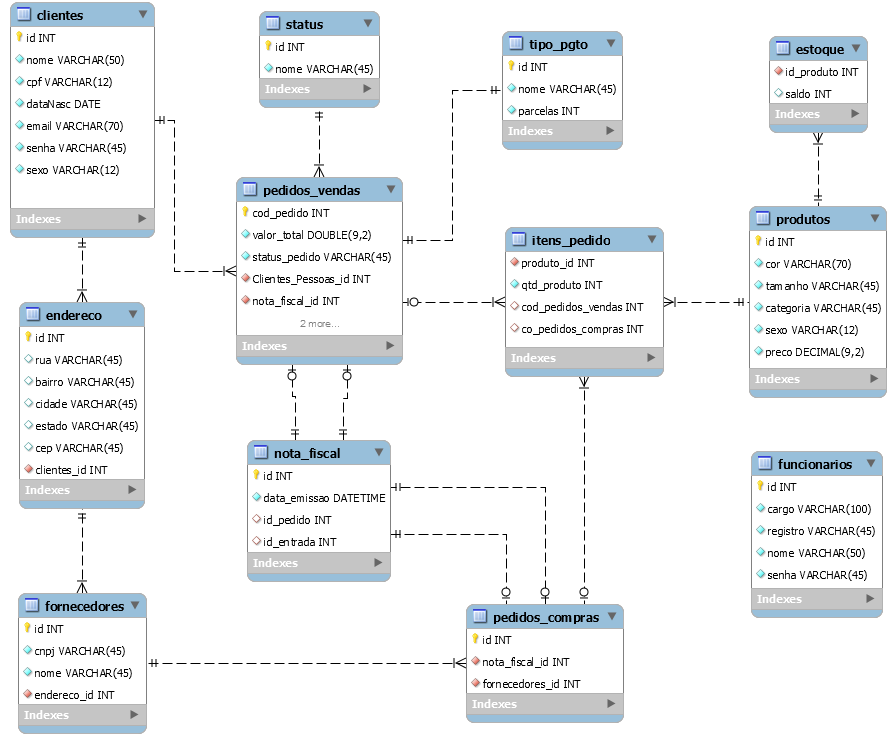 clientes
id INT
nome VARCHAR(50)
cpf VARCHAR(12)
dataNasc DATE
email VARCHAR(70)
senha VARCHAR(45)
sexo VARCHAR(12)
Indexes
status
id INT
nome VARCHAR(45)
Indexes
tipo_pgto
id INT
nome VARCHAR(45)
parcelas INT
Indexes
estoque
id_produto INT
saldo INT
Indexes
pedidos_vendas
cod_pedido INT
valor_total DOUBLE(9,2)
status_pedido VARCHAR(45)
Clientes_Pessoas_id INT
nota_fiscal_id INT
2 more...
Indexes
itens_pedido
produto_id INT
qtd_produto INT
cod_pedidos_vendas INT
co_pedidos_compras INT
Indexes
produtos
id INT
cor VARCHAR(70)
tamanho VARCHAR(45)
categoria VARCHAR(45)
sexo VARCHAR(12)
preco DECIMAL(9,2)
Indexes
endereco
id INT
rua VARCHAR(45)
bairro VARCHAR(45)
cidade VARCHAR(45)
estado VARCHAR(45)
cep VARCHAR(45)
clientes_id INT
Indexes
nota_fiscal
id INT
data_emissao DATETIME
id_pedido INT
id_entrada INT
Indexes
funcionarios
id INT
cargo VARCHAR(100)
registro VARCHAR(45)
nome VARCHAR(50)
senha VARCHAR(45)
Indexes
fornecedores
id INT
cnpj VARCHAR(45)
nome VARCHAR(45)
endereco_id INT
Indexes
pedidos_compras
id INT
nota_fiscal_id INT
fornecedores_id INT
Indexes